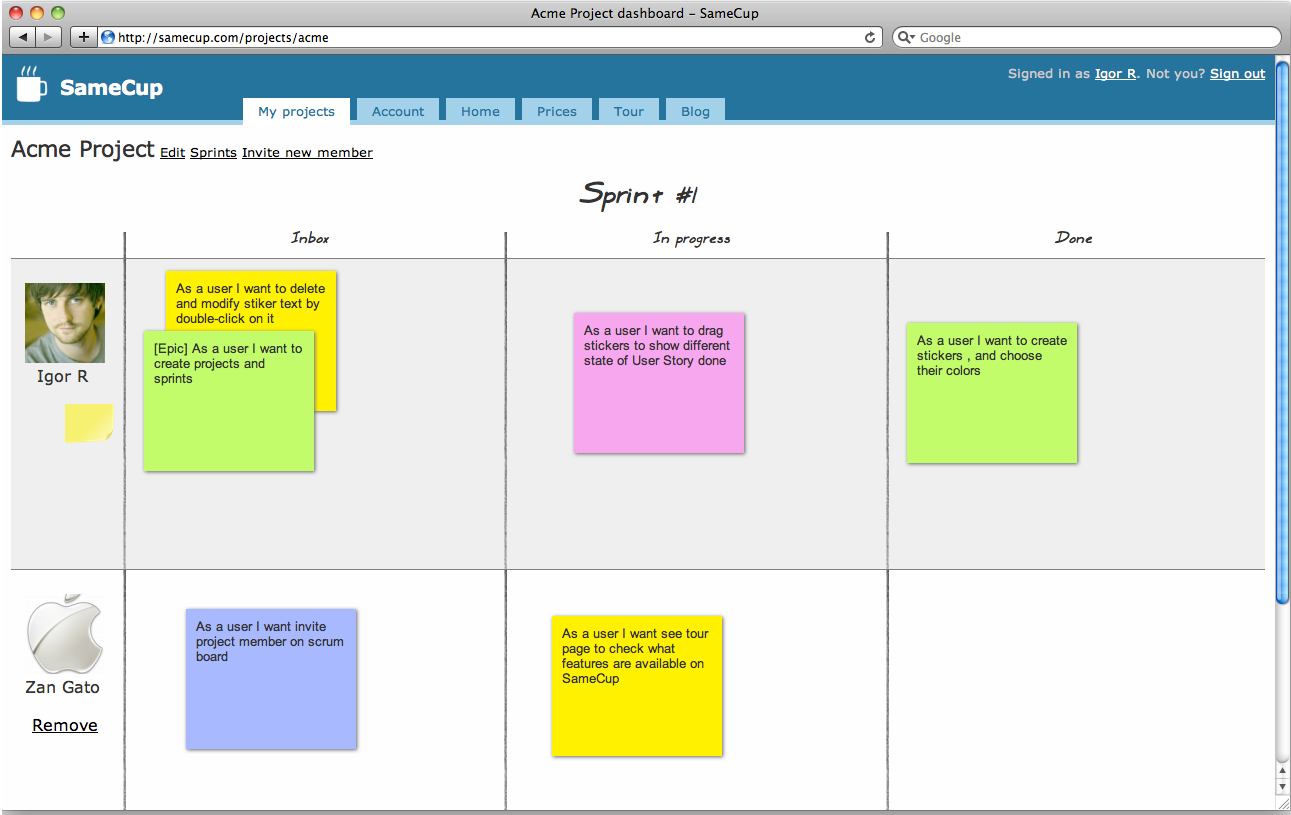 Acme Project dashboard – SameCup
http://samecup.com/projects/acme
Google
Signed in as Igor R. Not you? Sign out
SameCup
My projects
Account
Home
Prices
Tour
Blog
Acme Project Edit Sprints Invite new member
Sprint #1
Inbox
In progress
Done
Igor R
As a user I want to delete
and modify stiker text by
double-click on it
[Epic] As a user I want to
create projects and
sprints
As a user I want to drag
stickers to show different
state of User Story done
As a user I want to create
stickers , and choose
their colors
Zan Gato
Remove
As a user I want invite
project member on scrum
board
As a user I want see tour
page to check what
features are available on
SameCup